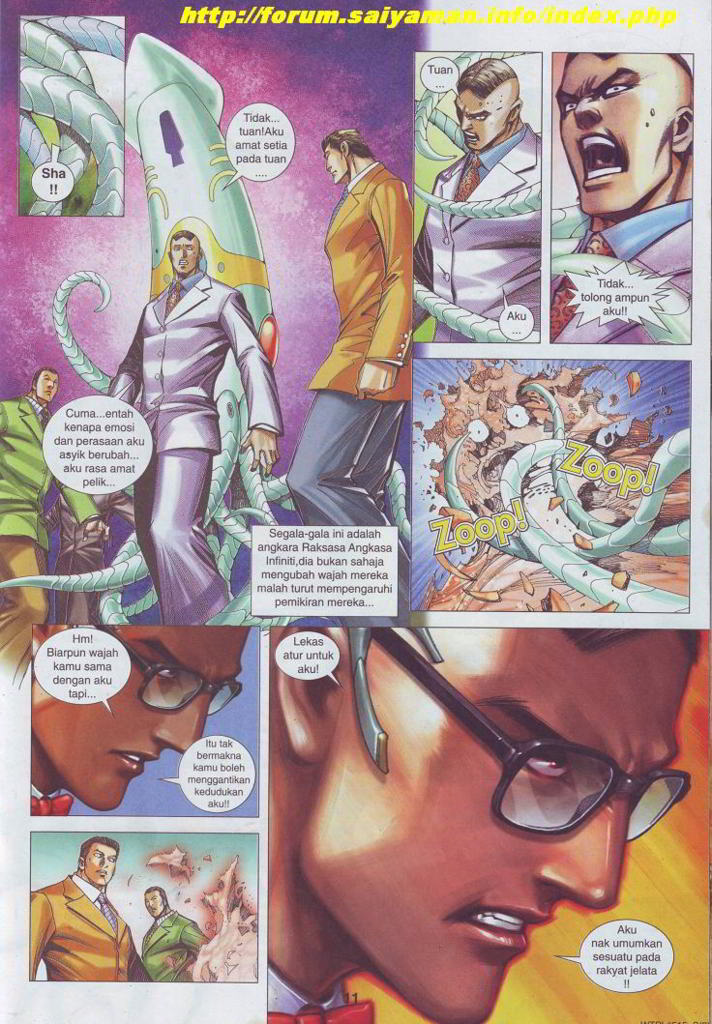 http://forum.saiyaman.info/index.php
Sha
!!
Tidak...
tuan!Aku
amat setia
pada tuan
....
Cuma...entah
kenapa emosi
dan perasaan aku
asyik berubah...
aku rasa amat
pelik...
Segala-gala ini adalah
angkara Raksasa Angkasa
Infiniti,dia bukan sahaja
mengubah wajah mereka
malah turut mempengaruhi
pemikiran mereka...
Tuan
...
Aku
...
Tidak...
tolong ampun
aku!!
Zoop!
Zoop!
Hm!
Biarpun wajah
kamu sama
dengan aku
tapi...
Itu tak
bermakna
kamu boleh
menggantikan
kedudukan
aku!!
Lekas
atur untuk
aku!
Aku
nak umumkan
sesuatu pada
rakyat jelata
!!
11